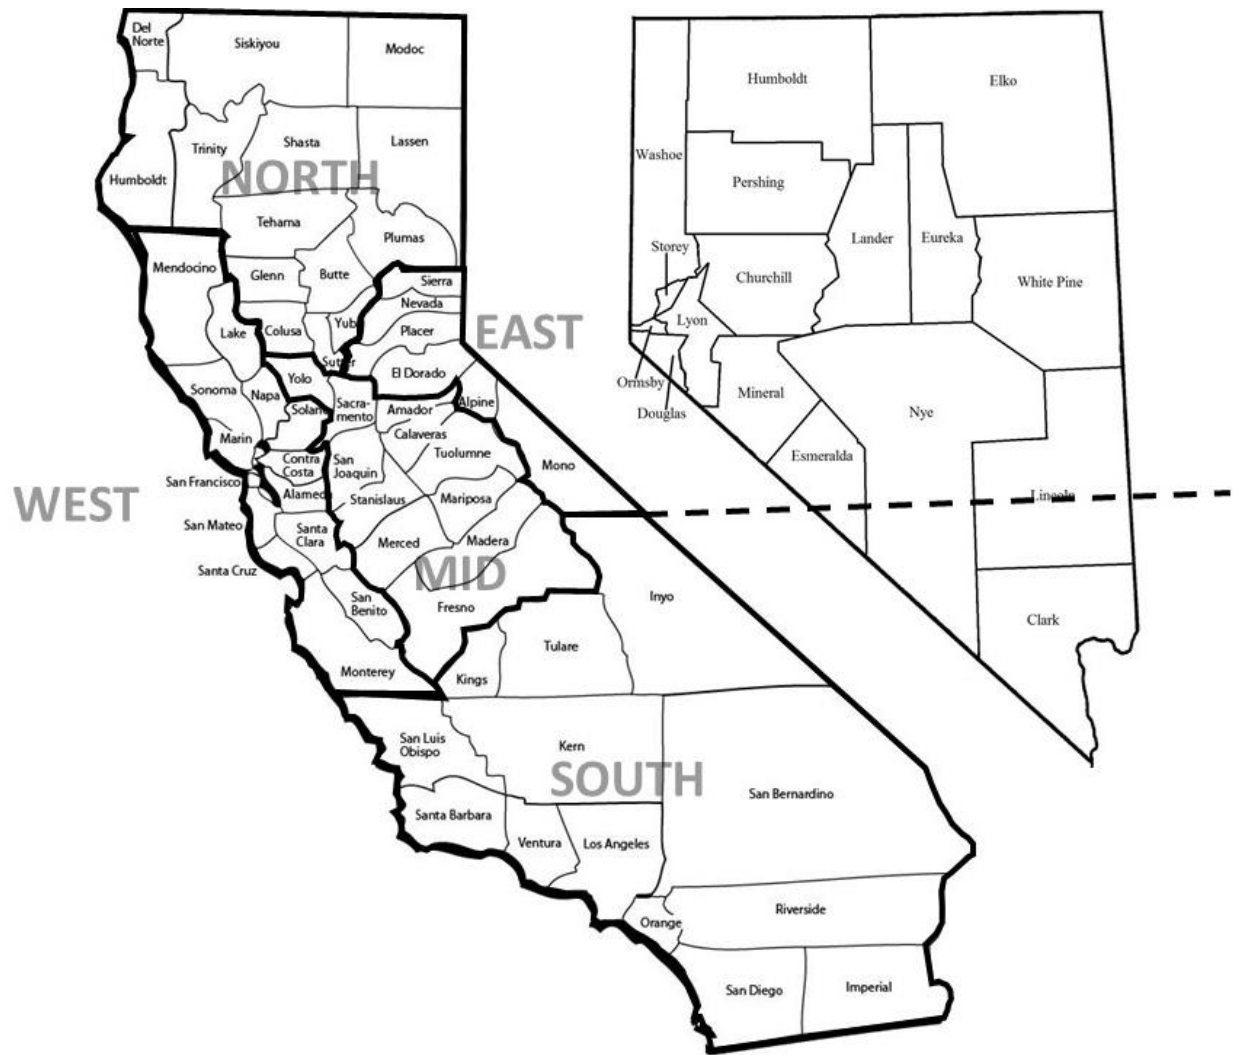 Del
Norte
Siskiyou
Modoc
Humboldt
Elko
Trinity
Shasta
Lassen
Washoe
Humboldt
NORTH
Pershing
Tehama
Plumas
Storey
Lander
Eureka
Mendocino
Glenn
Butte
Sierra
Churchill
White Pine
Nevada
Lake
Colusa
Yub
Placer
EAST
Lyon
Sutter
El Dorado
Ormsby
Sonoma
Napa
Yolo
Mineral
Solano
Sacra-
mento
Amador
Alpine
Douglas
Nye
Marin
Calaveras
Contra
Costa
San
Joaquin
Tuolumne
Mono
Esmeralda
San Francisco
WEST
Alameda
Stanislaus
Mariposa
Lincoln
San Mateo
Santa
Clara
Merced
Madera
Santa Cruz
MID
San
Benito
Fresno
Inyo
Clark
Tulare
Monterey
Kings
San Luis
Obispo
Kern
SOUTH
San Bernardino
Santa Barbara
Ventura
Los Angeles
Orange
Riverside
San Diego
Imperial